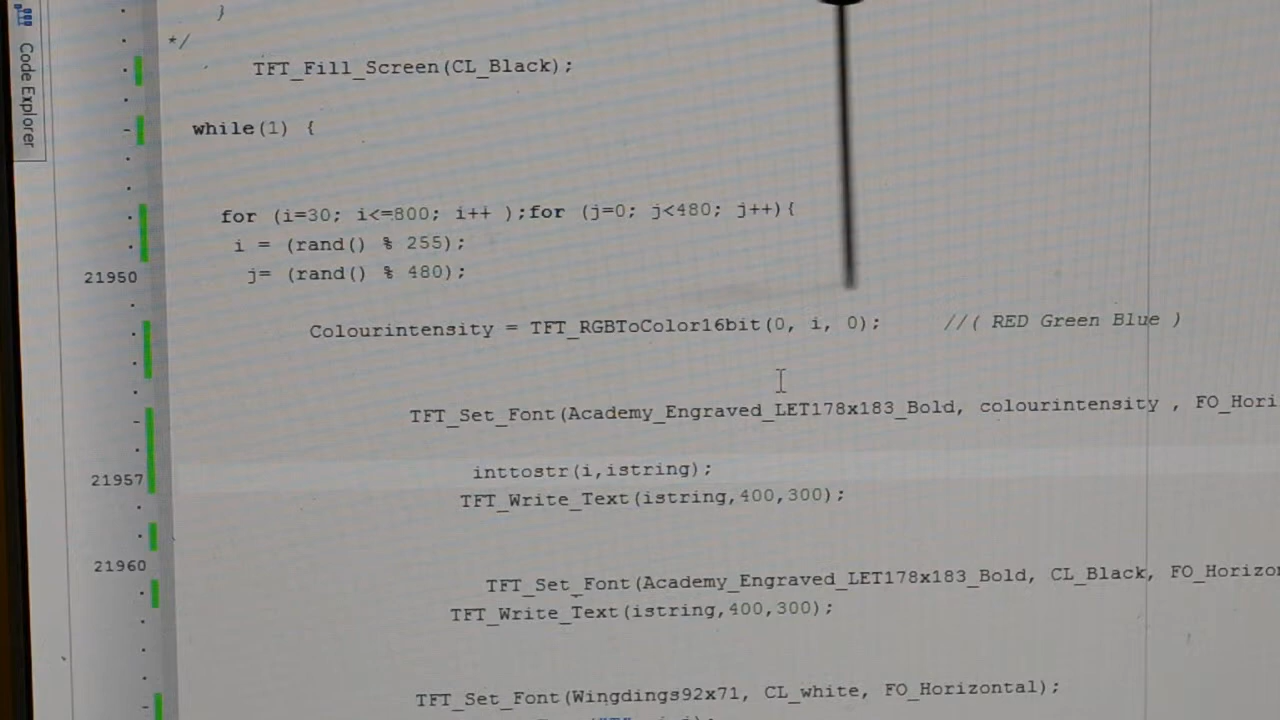 Code Explorer
}
*/
TFT_Fill_Screen(CL_Black);
while(1) {
for (i=30; i<=800; i++ );for (j=0; j<480; j++){
i = (rand() % 255);
21950 j= (rand() % 480);
Colourintensity = TFT_RGBToColor16bit(0, i, 0); //( RED Green Blue )
TFT_Set_Font(Academy_Engraved_LET178x183_Bold, colourintensity , FO_Hori
21957 inttostr(i,istring);
TFT_Write_Text(istring,400,300);
21960
TFT_Set_Font(Academy_Engraved_LET178x183_Bold, CL_Black, FO_Horizo
TFT_Write_Text(istring,400,300);
TFT_Set_Font(Wingdings92x71, CL_white, FO_Horizontal);